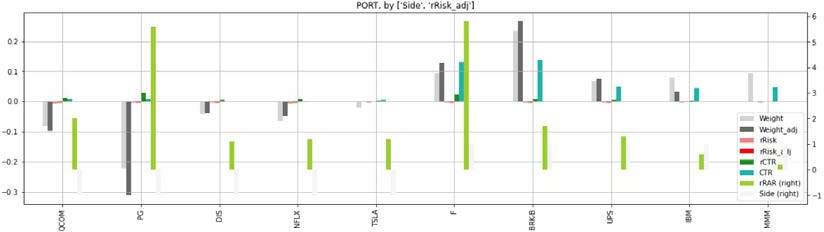 PORT, by ['Side', 'rRisk_adj']
0.2
0.1
0.0
−0.1
−0.2
−0.3
6
5
4
3
2
1
0
−1
Weight
Weight_adj
rRisk
rRisk_adj
rCTR
CTR
rRAR (right)
Side (right)
QCOM
PG
DIS
NFLX
TSLA
F
BRKB
UPS
IBM
MMM